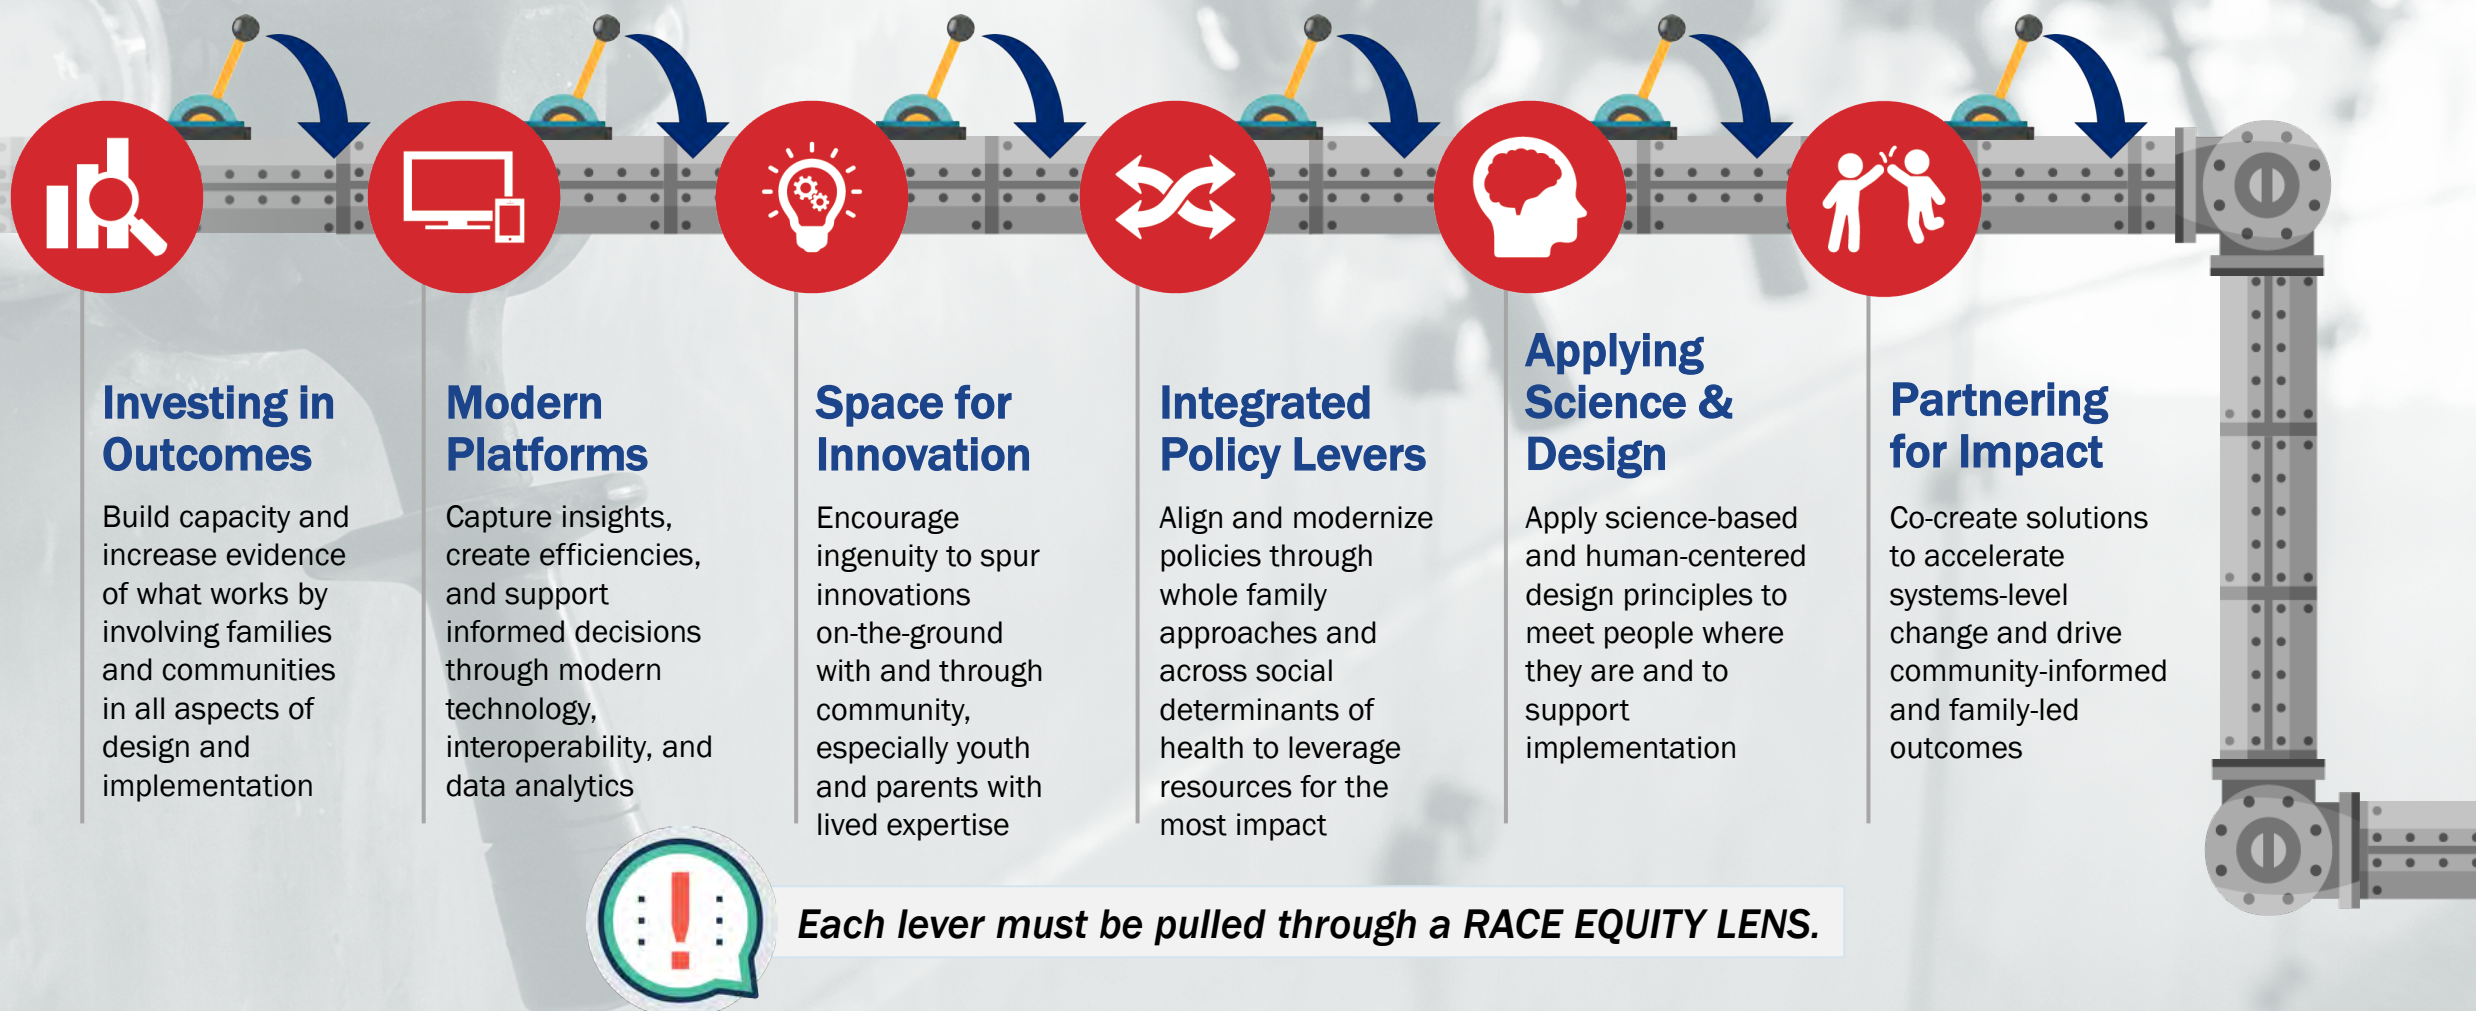 Investing in
Outcomes
Build capacity and
increase evidence
of what works by
involving families
and communities
in all aspects of
design and
implementation
Modern
Platforms
Capture insights,
create efficiencies,
and support
informed decisions
through modern
technology,
interoperability, and
data analytics
Space for
Innovation
Encourage
ingenuity to spur
innovations
on-the-ground
with and through
community,
especially youth
and parents with
lived expertise
Integrated
Policy Levers
Align and modernize
policies through
whole family
approaches and
across social
determinants of
health to leverage
resources for the
most impact
Applying
Science &
Design
Apply science-based
and human-centered
design principles to
meet people where
they are and to
support
implementation
Partnering
for Impact
Co-create solutions
to accelerate
systems-level
change and drive
community-informed
and family-led
outcomes
Each lever must be pulled through a RACE EQUITY LENS.